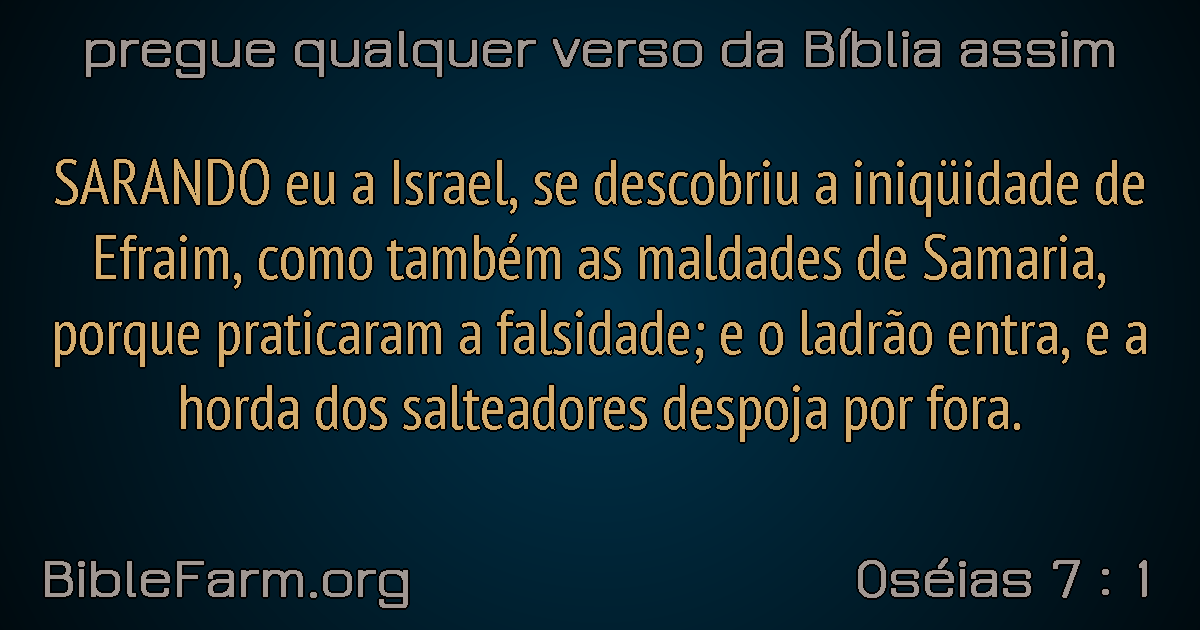 pregue qualquer verso da Bíblia assim
SARANDO eu a Israel, se descobriu a iniqüidade de
Efraim, como também as maldades de Samaria,
porque praticaram a falsidade; e o ladrão entra, e a
horda dos salteadores despoja por fora.
BibleFarm.org
Oséias 7 : 1